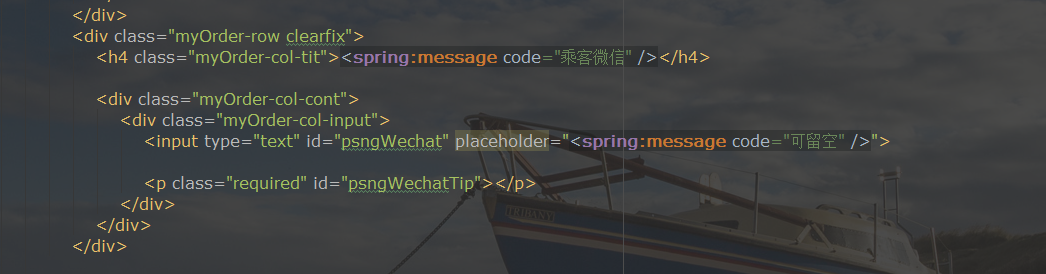 </div>
<div class="myOrder-row clearfix">
<h4 class="myOrder-col-tit"><spring:message code="乘客微信" /></h4>
<div class="myOrder-col-cont">
<div class="myOrder-col-input">
<input type="text" id="psngWechat" placeholder="<spring:message code="可留空" />">
<p class="required" id="psngWechatTip"></p>
</div>
</div>
</div>